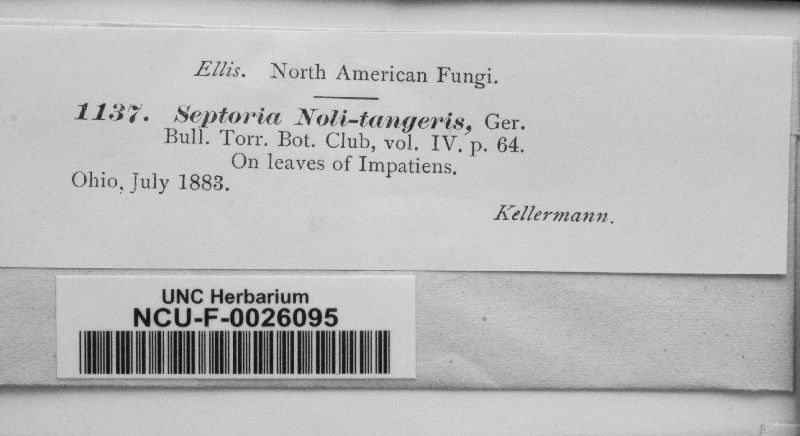 Ellis. North American Fungi.
1137. Septoria Noli-tangeris, Ger.
Bull. Torr. Bot. Club, vol. IV. p. 64.
On leaves of Impatiens.
Ohio, July 1883.
Kellermann.
UNC Herbarium
NCU-F-0026095